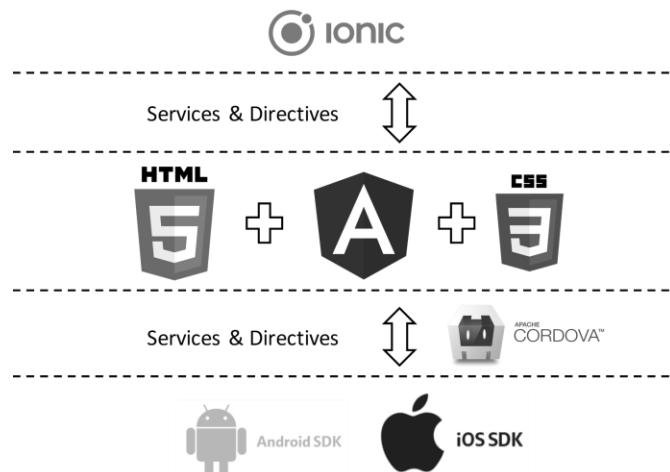 ionic
Services & Directives
HTML
5
+
A
+
CSS
3
Services & Directives
APACHE
CORDOVA™
Android SDK
iOS SDK